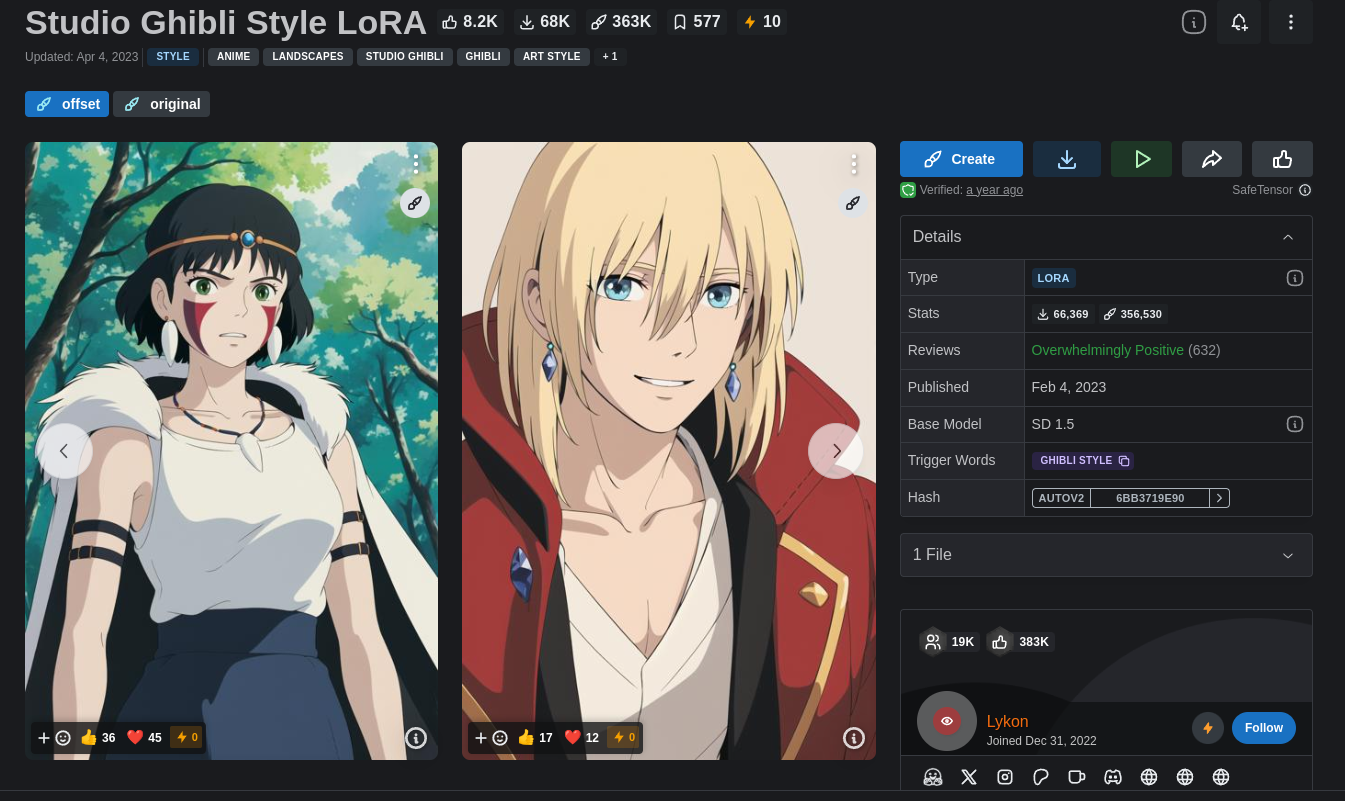 Studio Ghibli Style LoRA 8.2K 68K 363K 577 10
Updated: Apr 4, 2023 STYLE ANIME LANDSCAPES STUDIO GHIBLI GHIBLI ART STYLE + 1
offset original
Create
Verified: a year ago SafeTensor
Details
Type LORA
Stats 66,369 356,530
Reviews Overwhelmingly Positive (632)
Published Feb 4, 2023
Base Model SD 1.5
Trigger Words GHIBLI STYLE
Hash AUTOV2 6BB3719E90
1 File
19K 383K
Lykon
Joined Dec 31, 2022
Follow
36 45 0
17 12 0